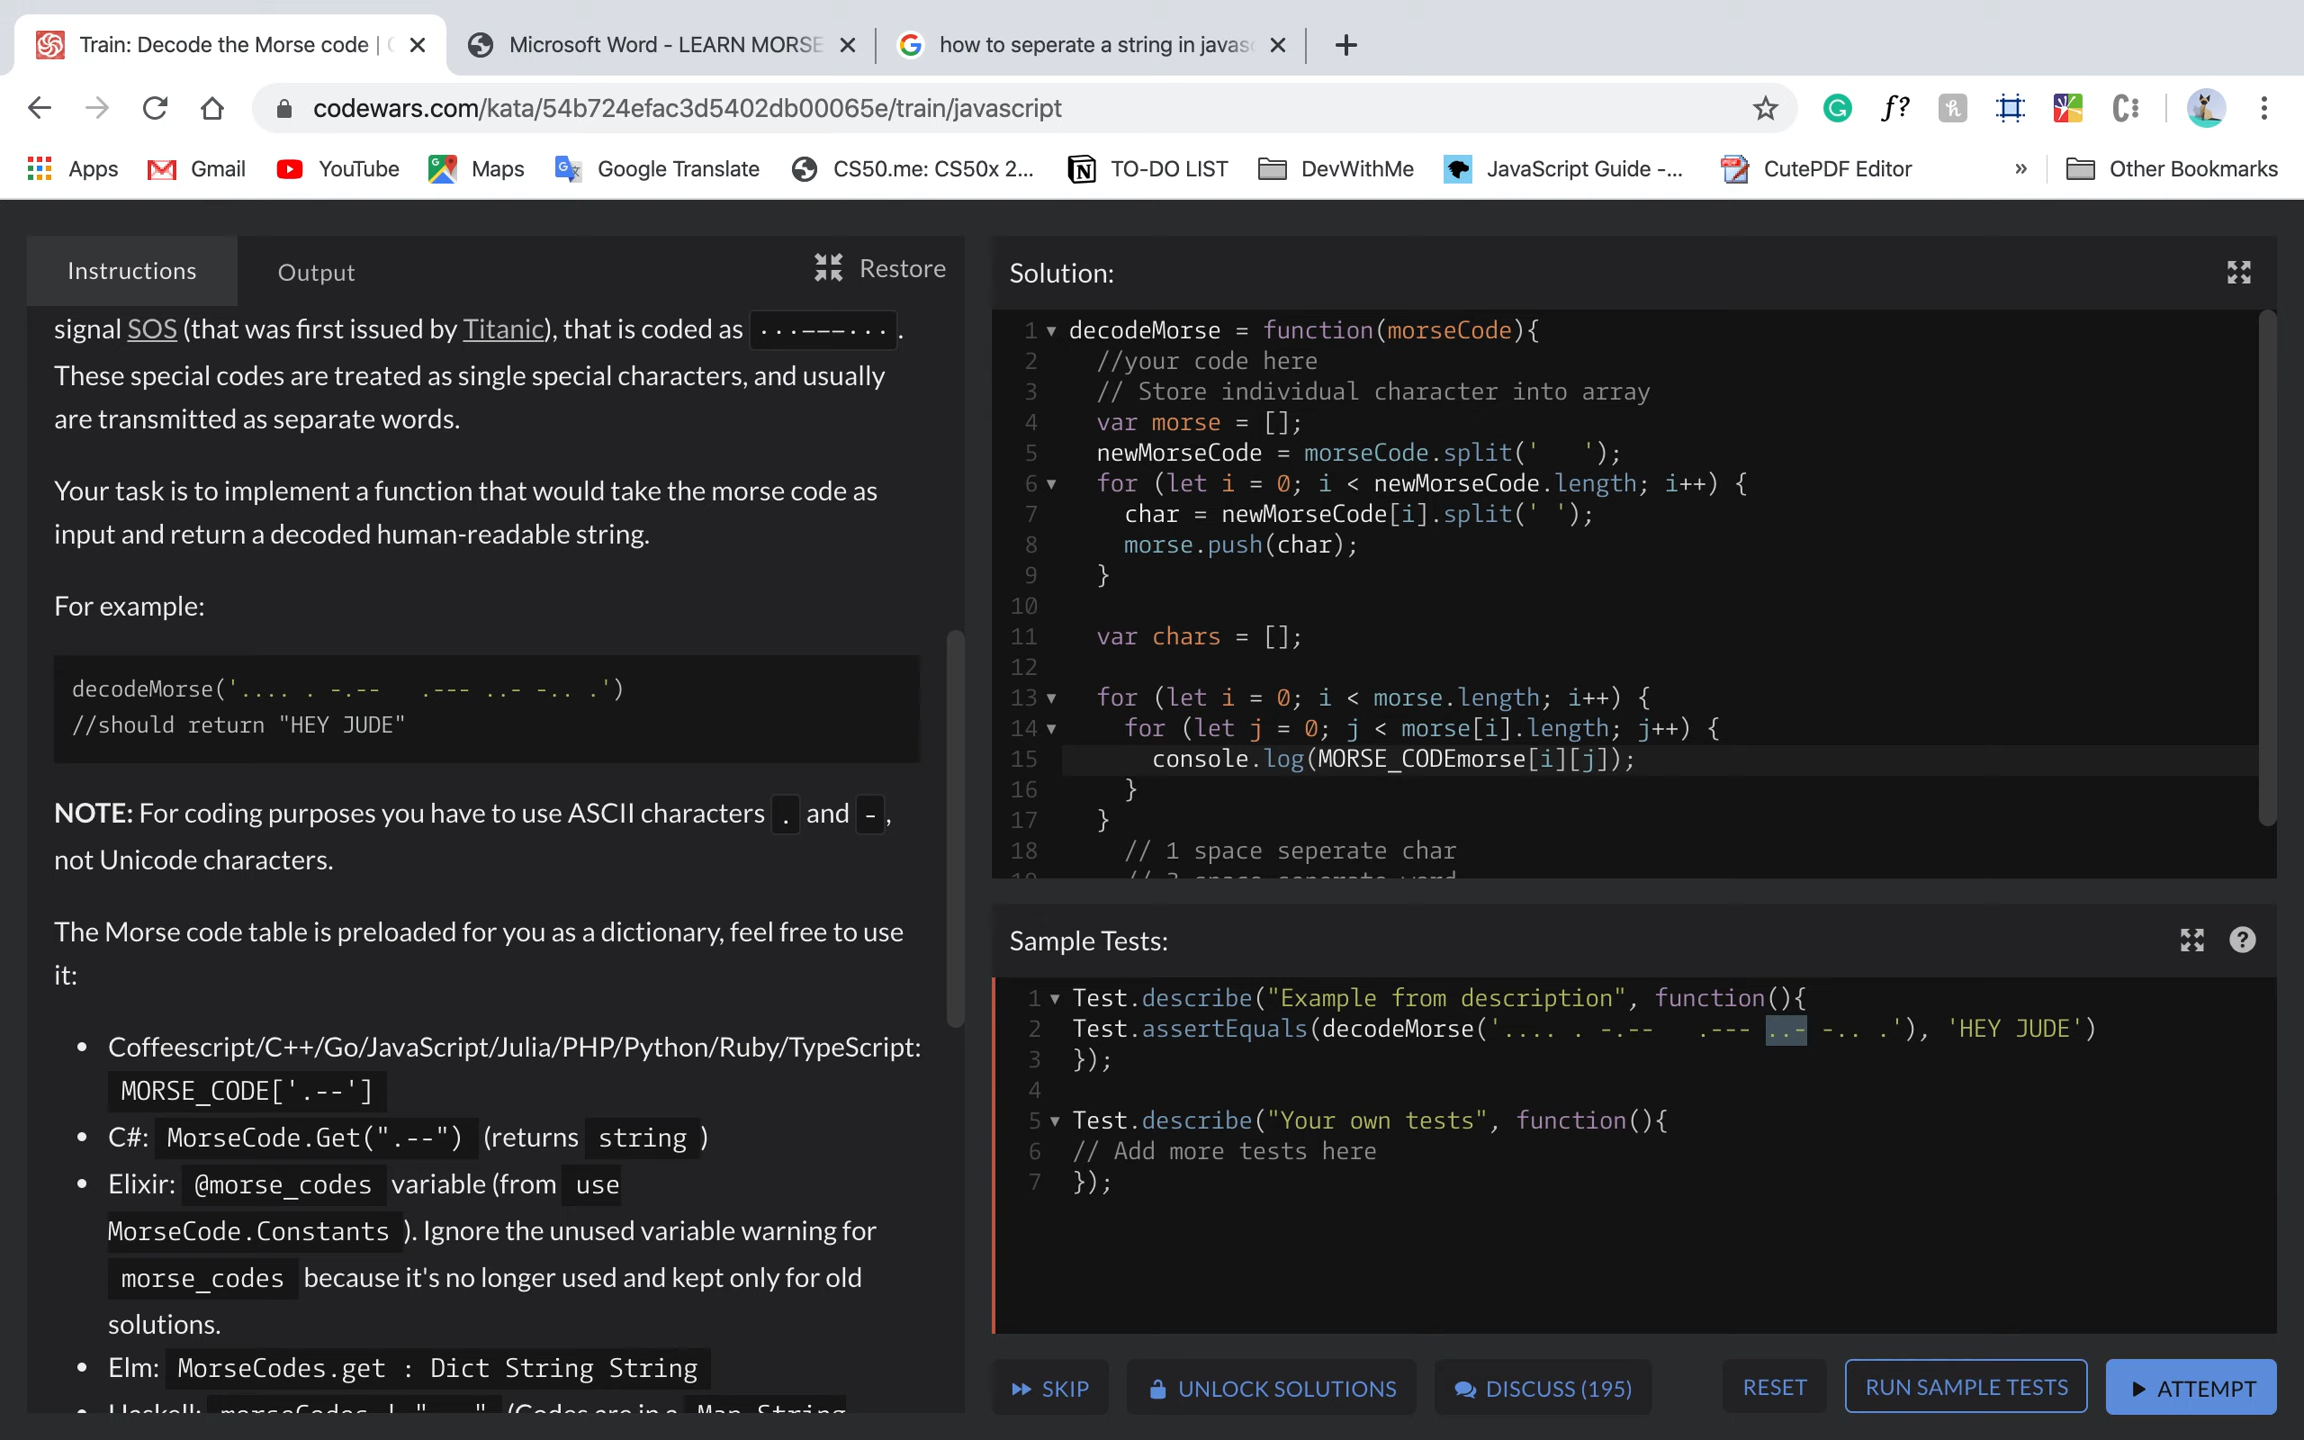 Train: Decode the Morse code |
Microsoft Word - LEARN MORSE
how to seperate a string in javas
codewars.com/kata/54b724efac3d5402db00065e/train/javascript
f?
Apps
Gmail
YouTube
Maps
Google Translate
CS50.me: CS50x 2...
TO-DO LIST
DevWithMe
JavaScript Guide -...
CutePDF Editor
»
Other Bookmarks
Instructions
Output
Restore
signal SOS (that was first issued by Titanic), that is coded as ···−−−···.
These special codes are treated as single special characters, and usually
are transmitted as separate words.
Your task is to implement a function that would take the morse code as
input and return a decoded human-readable string.
For example:
decodeMorse('.... . -.--   .--- ..- -.. .')
//should return "HEY JUDE"
NOTE: For coding purposes you have to use ASCII characters . and -,
not Unicode characters.
The Morse code table is preloaded for you as a dictionary, feel free to use
it:
• Coffeescript/C++/Go/JavaScript/Julia/PHP/Python/Ruby/TypeScript:
MORSE_CODE['.--']
• C#: MorseCode.Get(".--") (returns string )
• Elixir: @morse_codes variable (from use
MorseCode.Constants ). Ignore the unused variable warning for
morse_codes because it's no longer used and kept only for old
solutions.
• Elm: MorseCodes.get : Dict String String
Solution:
1 decodeMorse = function(morseCode){
2 //your code here
3 // Store individual character into array
4 var morse = [];
5 newMorseCode = morseCode.split('   ');
6 for (let i = 0; i < newMorseCode.length; i++) {
7 char = newMorseCode[i].split(' ');
8 morse.push(char);
9 }
10
11 var chars = [];
12
13 for (let i = 0; i < morse.length; i++) {
14 for (let j = 0; j < morse[i].length; j++) {
15 console.log(MORSE_CODEmorse[i][j]);
16 }
17 }
18 // 1 space seperate char
Sample Tests:
1 Test.describe("Example from description", function(){
2 Test.assertEquals(decodeMorse('.... . -.--   .--- ..- -.. .'), 'HEY JUDE')
3 });
4
5 Test.describe("Your own tests", function(){
6 // Add more tests here
7 });
SKIP
UNLOCK SOLUTIONS
DISCUSS (195)
RESET
RUN SAMPLE TESTS
ATTEMPT